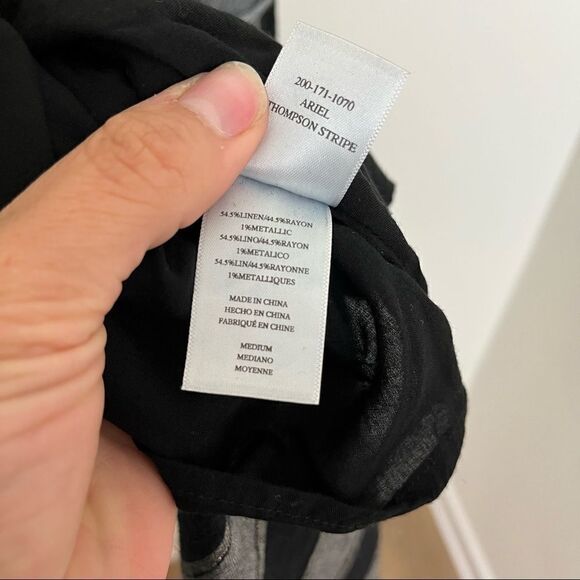 200-171-1070
ARIEL
THOMPSON STRIPE
54.5%LINEN/44.5%RAYON
1%METALLIC
54.5%LINO/44.5%RAYON
1%METALICO
54.5%LIN/44.5%RAYONNE
1%METALLIQUES
MADE IN CHINA
HECHO EN CHINA
FABRIQUÉ EN CHINE
MEDIUM
MEDIANO
MOYENNE